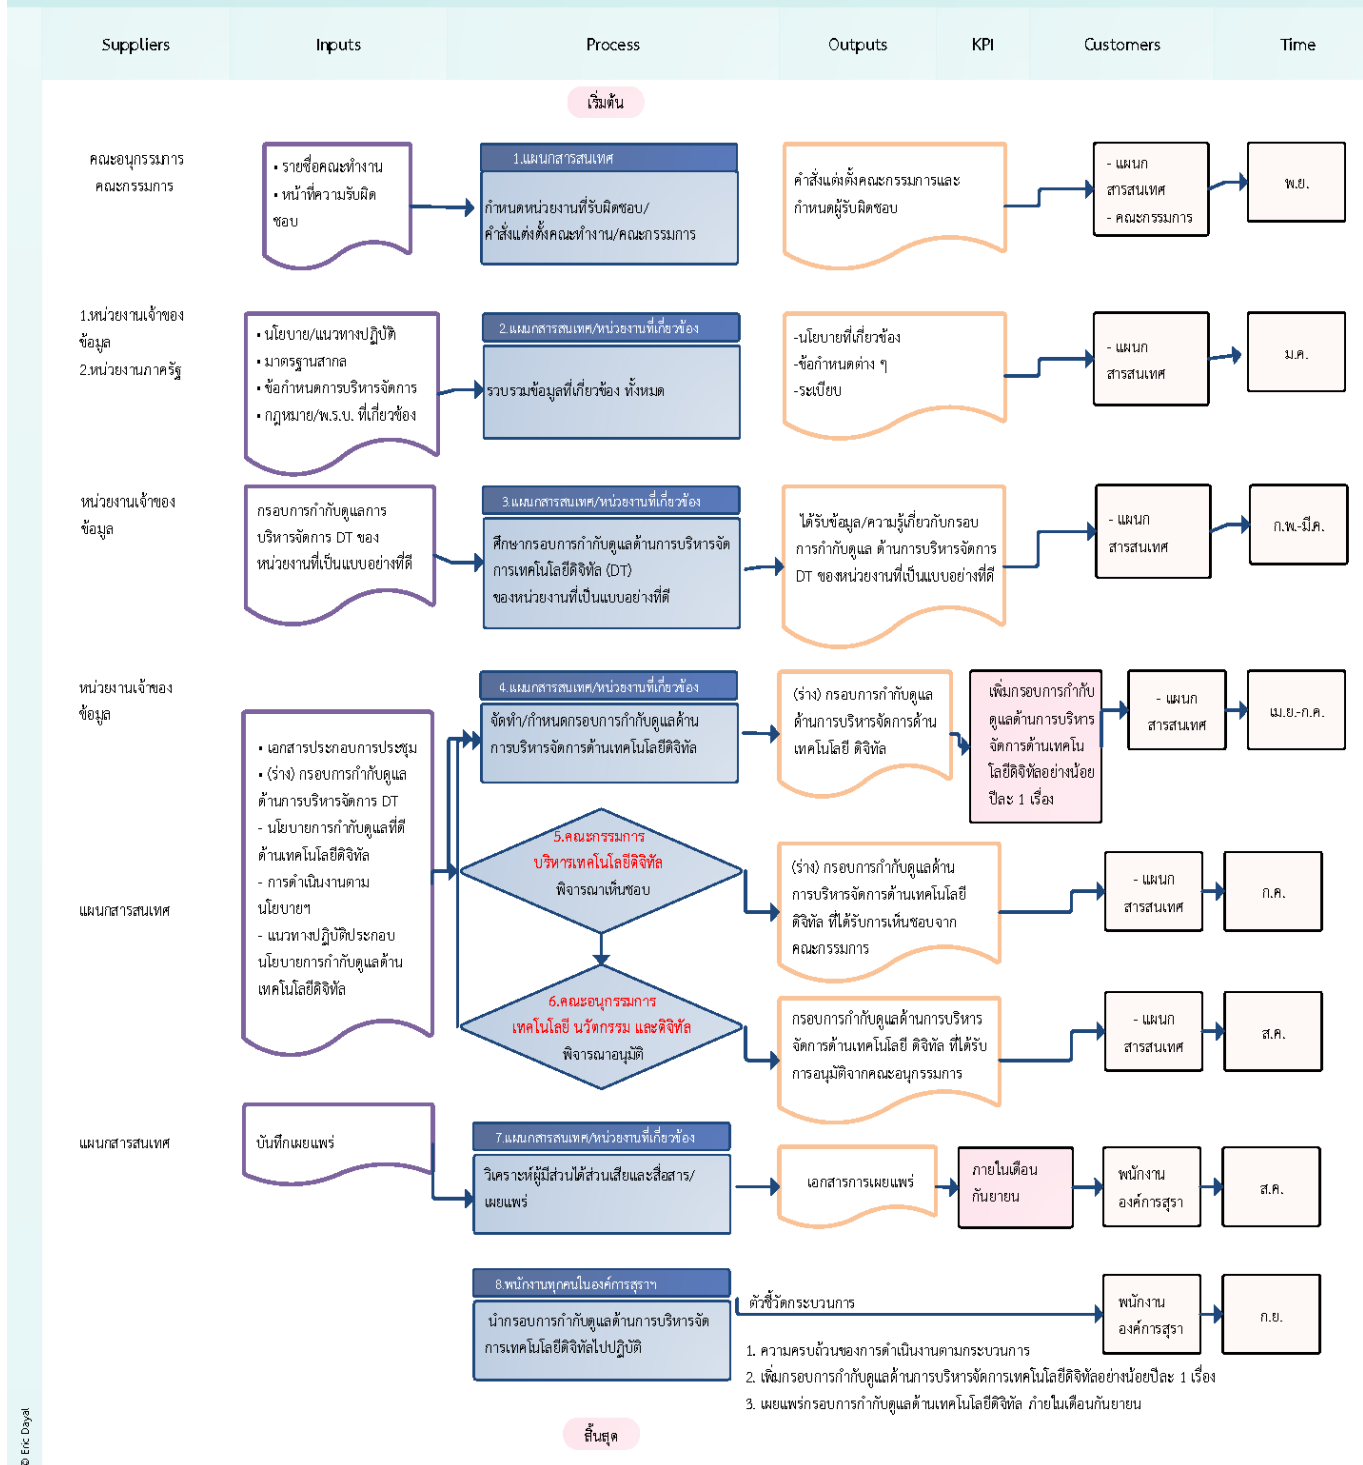 Suppliers
Inputs
Process
Outputs
KPI
Customers
Time
เริ่มต้น
คณะอนุกรรมการ
คณะกรรมการ
▪ รายชื่อคณะทำงาน
▪ หน้าที่ความรับผิด
ชอบ
1.แผนกสารสนเทศ
กำหนดหน่วยงานที่รับผิดชอบ/
คำสั่งแต่งตั้งคณะทำงาน/คณะกรรมการ
คำสั่งแต่งตั้งคณะกรรมการและ
กำหนดผู้รับผิดชอบ
- แผนก
สารสนเทศ
- คณะกรรมการ
พ.ย.
1.หน่วยงานเจ้าของ
ข้อมูล
2.หน่วยงานภาครัฐ
▪ นโยบาย/แนวทางปฏิบัติ
▪ มาตรฐานสากล
▪ ข้อกำหนดการบริหารจัดการ
▪ กฎหมาย/พ.ร.บ. ที่เกี่ยวข้อง
2.แผนกสารสนเทศ/หน่วยงานที่เกี่ยวข้อง
รวบรวมข้อมูลที่เกี่ยวข้อง ทั้งหมด
-นโยบายที่เกี่ยวข้อง
-ข้อกำหนดต่าง ๆ
-ระเบียบ
- แผนก
สารสนเทศ
ม.ค.
หน่วยงานเจ้าของ
ข้อมูล
กรอบการกำกับดูแลการ
บริหารจัดการ DT ของ
หน่วยงานที่เป็นแบบอย่างที่ดี
3.แผนกสารสนเทศ/หน่วยงานที่เกี่ยวข้อง
ศึกษากรอบการกำกับดูแลด้านการบริหารจัด
การเทคโนโลยีดิจิทัล (DT)
ของหน่วยงานที่เป็นแบบอย่างที่ดี
ได้รับข้อมูล/ความรู้เกี่ยวกับกรอบ
การกำกับดูแล ด้านการบริหารจัดการ
DT ของหน่วยงานที่เป็นแบบอย่างที่ดี
- แผนก
สารสนเทศ
ก.พ.-มี.ค.
หน่วยงานเจ้าของ
ข้อมูล
▪ เอกสารประกอบการประชุม
▪ (ร่าง) กรอบการกำกับดูแล
ด้านการบริหารจัดการ DT
- นโยบายการกำกับดูแลที่ดี
ด้านเทคโนโลยีดิจิทัล
- การดำเนินงานตาม
นโยบายฯ
- แนวทางปฏิบัติประกอบ
นโยบายการกำกับดูแลด้าน
เทคโนโลยีดิจิทัล
4.แผนกสารสนเทศ/หน่วยงานที่เกี่ยวข้อง
จัดทำ/กำหนดกรอบการกำกับดูแลด้าน
การบริหารจัดการด้านเทคโนโลยีดิจิทัล
(ร่าง) กรอบการกำกับดูแล
ด้านการบริหารจัดการด้าน
เทคโนโลยี ดิจิทัล
เพิ่มกรอบการกำกับ
ดูแลด้านการบริหาร
จัดการด้านเทคโน
โลยีดิจิทัลอย่างน้อย
ปีละ 1 เรื่อง
- แผนก
สารสนเทศ
เม.ย.-ก.ค.
แผนกสารสนเทศ
5.คณะกรรมการ
บริหารเทคโนโลยีดิจิทัล
พิจารณาเห็นชอบ
(ร่าง) กรอบการกำกับดูแลด้าน
การบริหารจัดการด้านเทคโนโลยี
ดิจิทัล ที่ได้รับการเห็นชอบจาก
คณะกรรมการ
- แผนก
สารสนเทศ
ก.ค.
6.คณะอนุกรรมการ
เทคโนโลยี นวัตกรรม และดิจิทัล
พิจารณาอนุมัติ
กรอบการกำกับดูแลด้านการบริหาร
จัดการด้านเทคโนโลยี ดิจิทัล ที่ได้รับ
การอนุมัติจากคณะอนุกรรมการ
- แผนก
สารสนเทศ
ส.ค.
แผนกสารสนเทศ
บันทึกเผยแพร่
7.แผนกสารสนเทศ/หน่วยงานที่เกี่ยวข้อง
วิเคราะห์ผู้มีส่วนได้ส่วนเสียและสื่อสาร/
เผยแพร่
เอกสารการเผยแพร่
ภายในเดือน
กันยายน
พนักงาน
องค์การสุรา
ส.ค.
8.พนักงานทุกคนในองค์การสุราฯ
นำกรอบการกำกับดูแลด้านการบริหารจัด
การเทคโนโลยีดิจิทัลไปปฏิบัติ
พนักงาน
องค์การสุรา
ก.ย.
ตัวชี้วัดกระบวนการ
1. ความครบถ้วนของการดำเนินงานตามกระบวนการ
2. เพิ่มกรอบการกำกับดูแลด้านการบริหารจัดการเทคโนโลยีดิจิทัลอย่างน้อยปีละ 1 เรื่อง
3. เผยแพร่กรอบการกำกับดูแลด้านเทคโนโลยีดิจิทัล ภายในเดือนกันยายน
สิ้นสุด
© Eric Dayal